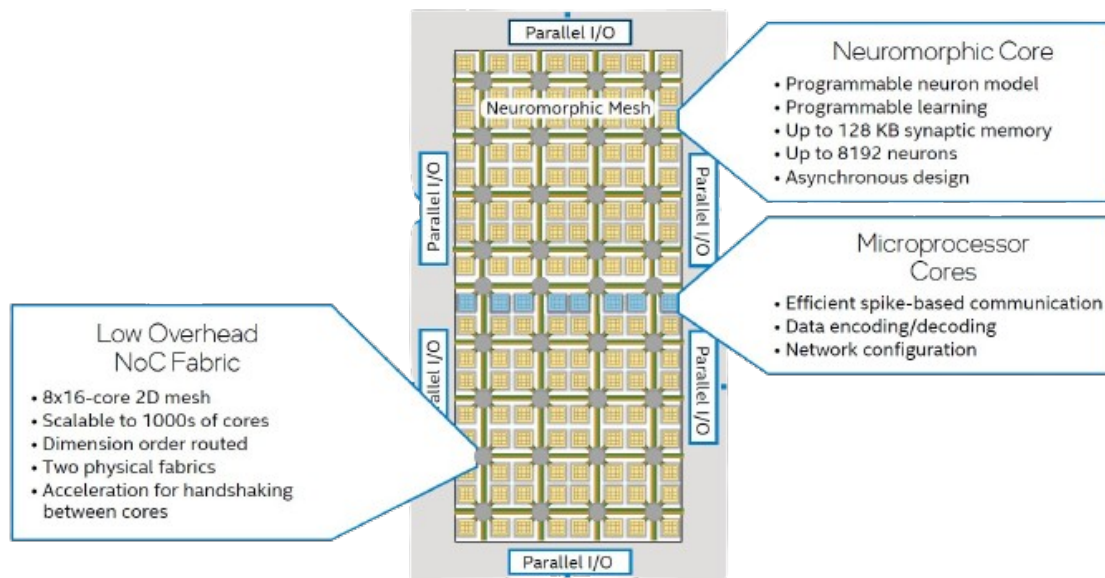 Parallel I/O
Neuromorphic Mesh
Parallel I/O
Parallel I/O
Parallel I/O
Parallel I/O
Parallel I/O
Neuromorphic Core
• Programmable neuron model
• Programmable learning
• Up to 128 KB synaptic memory
• Up to 8192 neurons
• Asynchronous design
Microprocessor
Cores
• Efficient spike-based communication
• Data encoding/decoding
• Network configuration
Low Overhead
NoC Fabric
• 8x16-core 2D mesh
• Scalable to 1000s of cores
• Dimension order routed
• Two physical fabrics
• Acceleration for handshaking
between cores